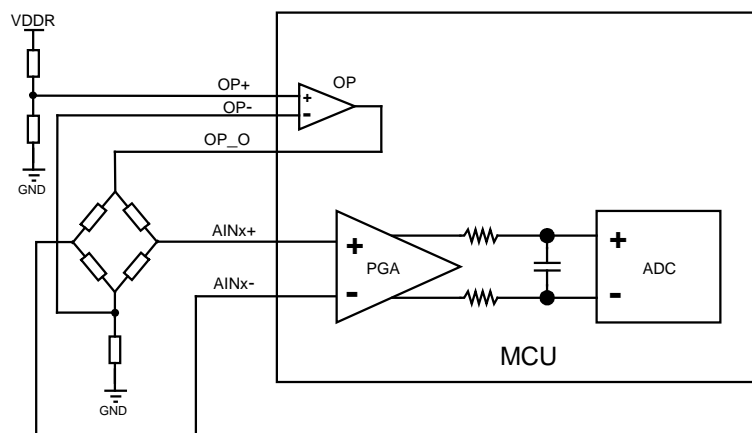 VDDR
OP+
OP
+
OP-
-
OP_O
GND
AINx+
+
+
PGA
ADC
AINx-
-
-
MCU
GND